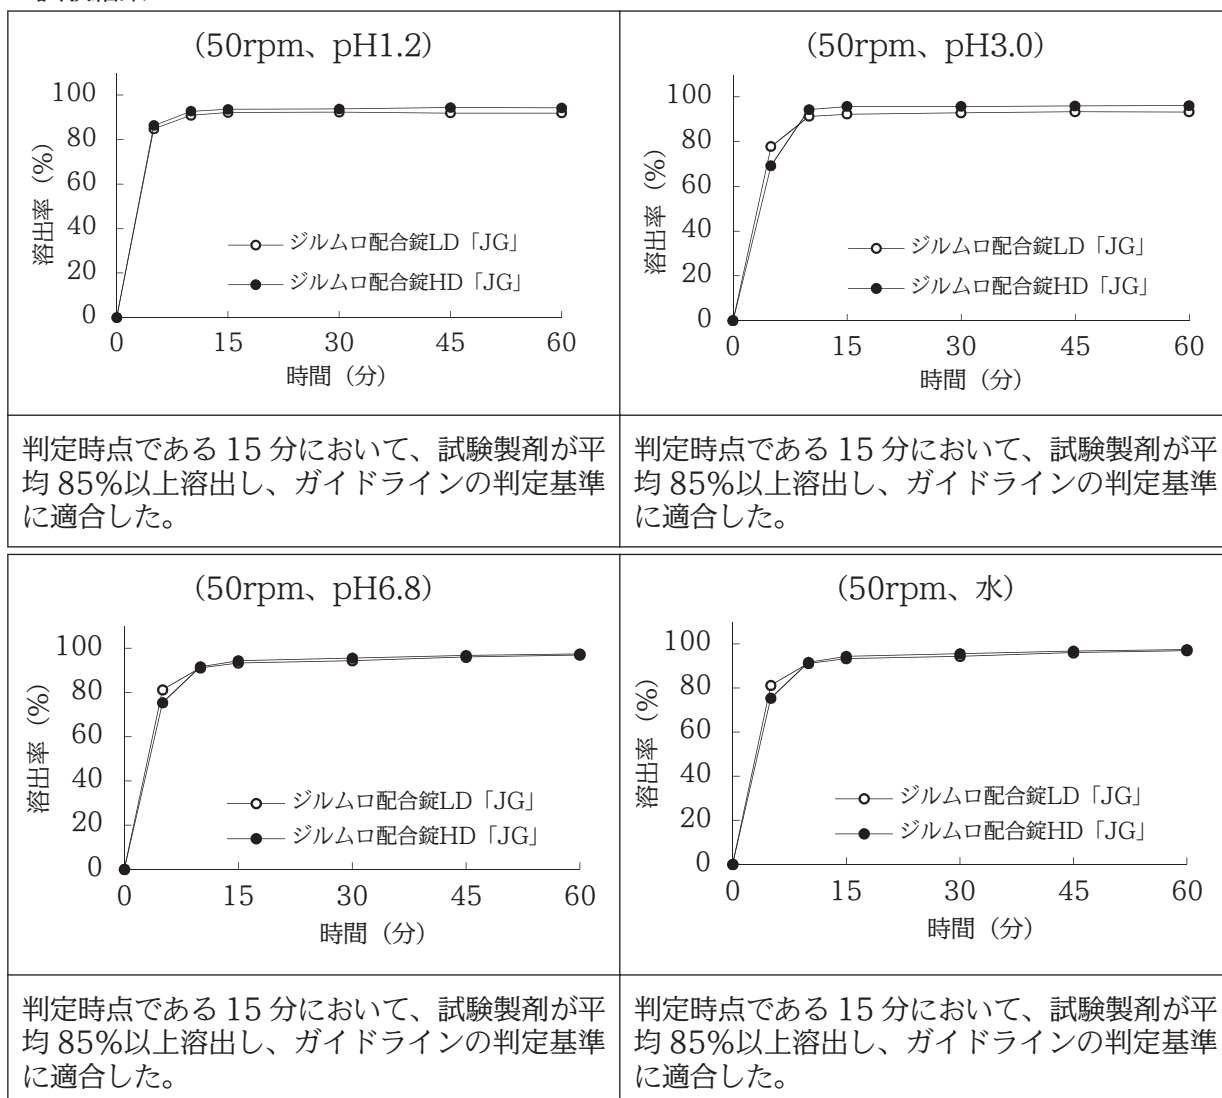 (50rpm、pH1.2)
100
80
60
40
20
0
溶出率 (%)
ジルムロ配合錠LD「JG」
ジルムロ配合錠HD「JG」
0 15 30 45 60
時間 (分)
判定時点である 15 分において、試験製剤が平
均 85%以上溶出し、ガイドラインの判定基準
に適合した。
(50rpm、pH3.0)
100
80
60
40
20
0
溶出率 (%)
ジルムロ配合錠LD「JG」
ジルムロ配合錠HD「JG」
0 15 30 45 60
時間 (分)
判定時点である 15 分において、試験製剤が平
均 85%以上溶出し、ガイドラインの判定基準
に適合した。
(50rpm、pH6.8)
100
80
60
40
20
0
溶出率 (%)
ジルムロ配合錠LD「JG」
ジルムロ配合錠HD「JG」
0 15 30 45 60
時間 (分)
判定時点である 15 分において、試験製剤が平
均 85%以上溶出し、ガイドラインの判定基準
に適合した。
(50rpm、水)
100
80
60
40
20
0
溶出率 (%)
ジルムロ配合錠LD「JG」
ジルムロ配合錠HD「JG」
0 15 30 45 60
時間 (分)
判定時点である 15 分において、試験製剤が平
均 85%以上溶出し、ガイドラインの判定基準
に適合した。